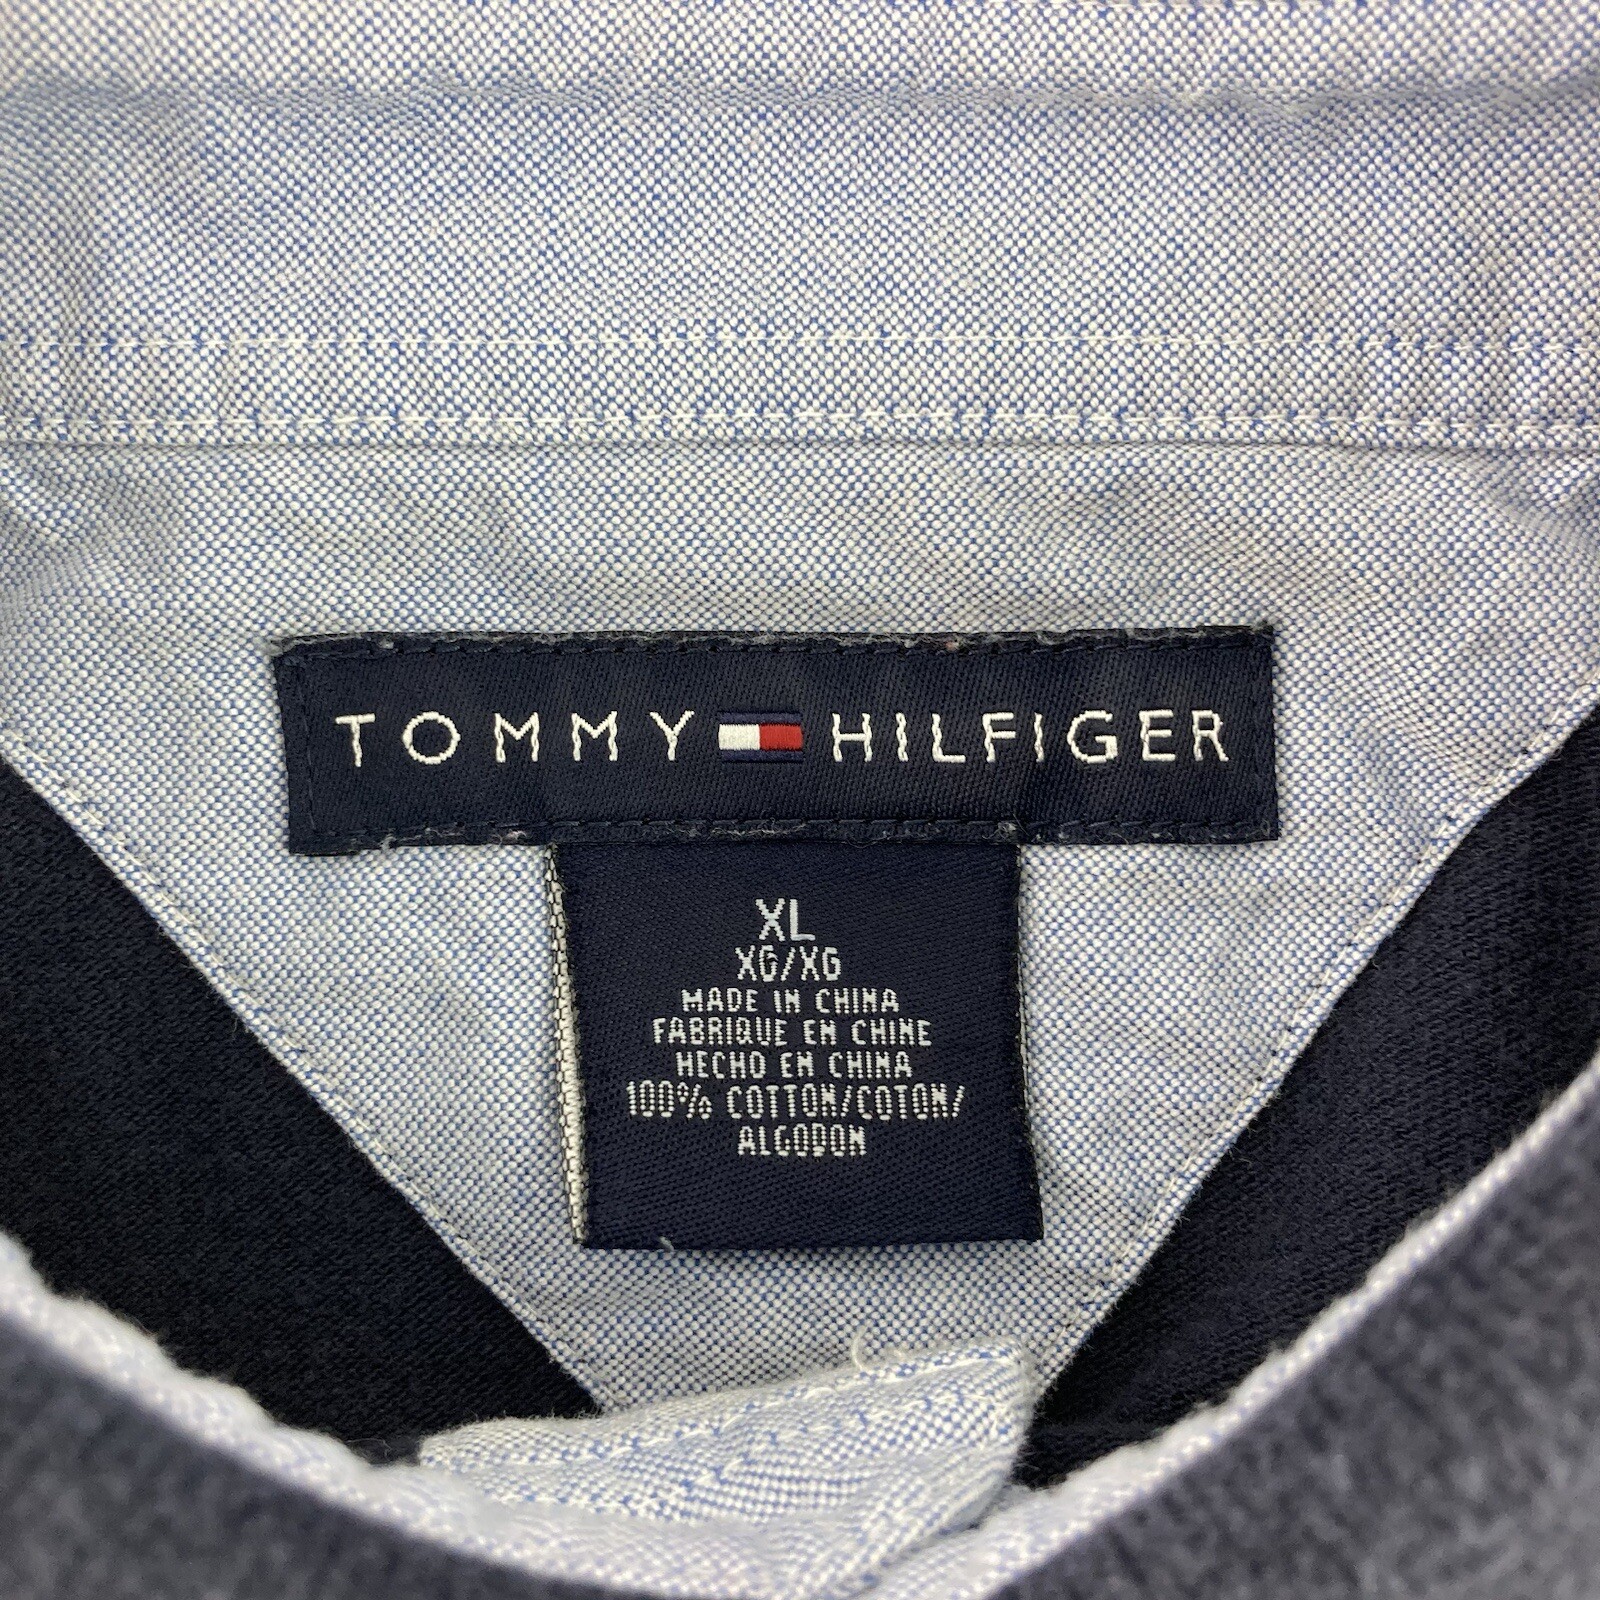 TOMMY HILFIGER
XL
XG/XG
MADE IN CHINA
FABRIQUE EN CHINE
HECHO EN CHINA
100% COTTON/COTON/
ALGODON